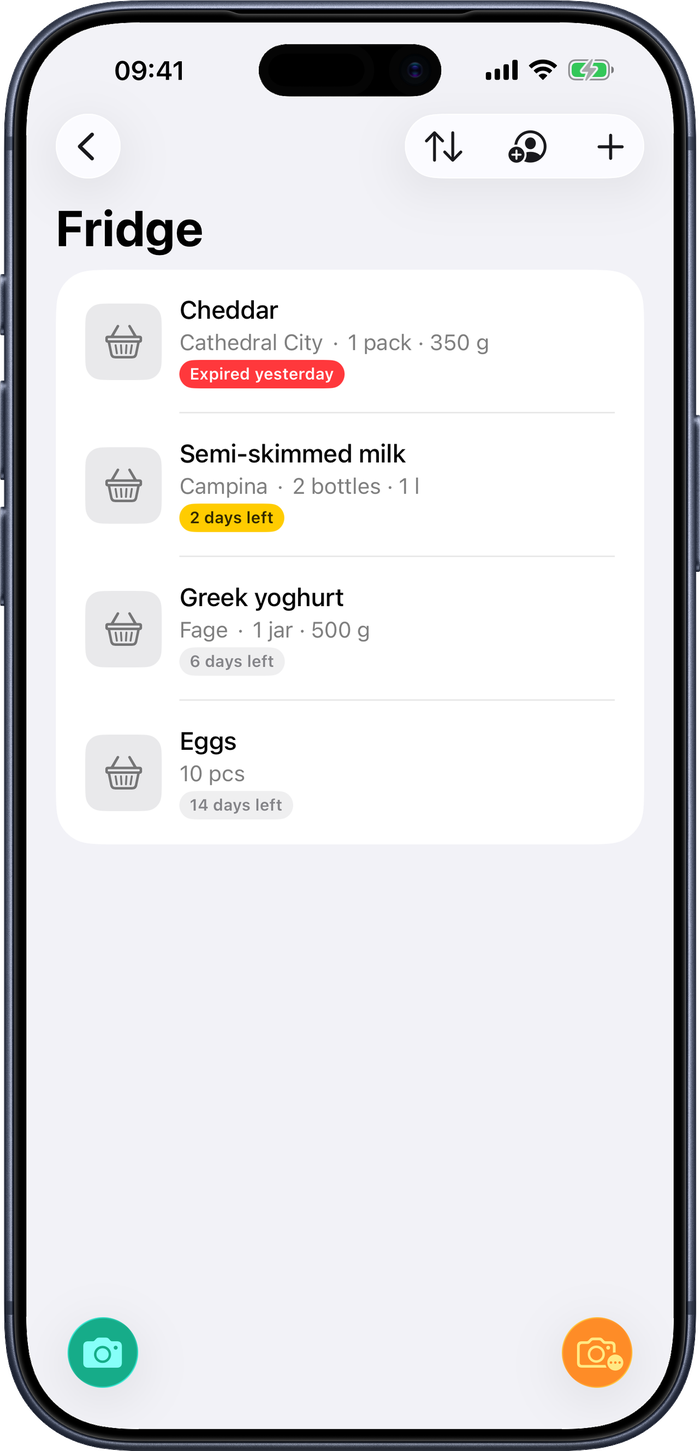 09:41
Fridge
Cheddar
Cathedral City · 1 pack · 350 g
Expired yesterday
Semi-skimmed milk
Campina · 2 bottles · 1 l
2 days left
Greek yoghurt
Fage · 1 jar · 500 g
6 days left
Eggs
10 pcs
14 days left